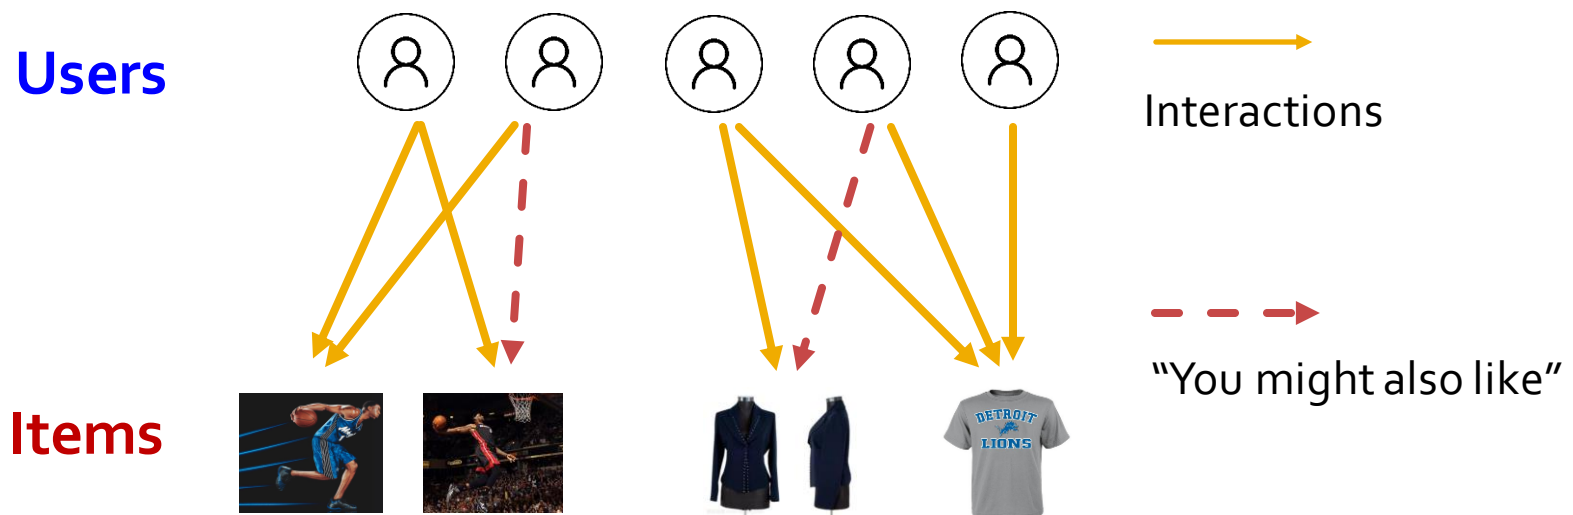 Users
Interactions
“You might also like”
Items
DETROIT
LIONS